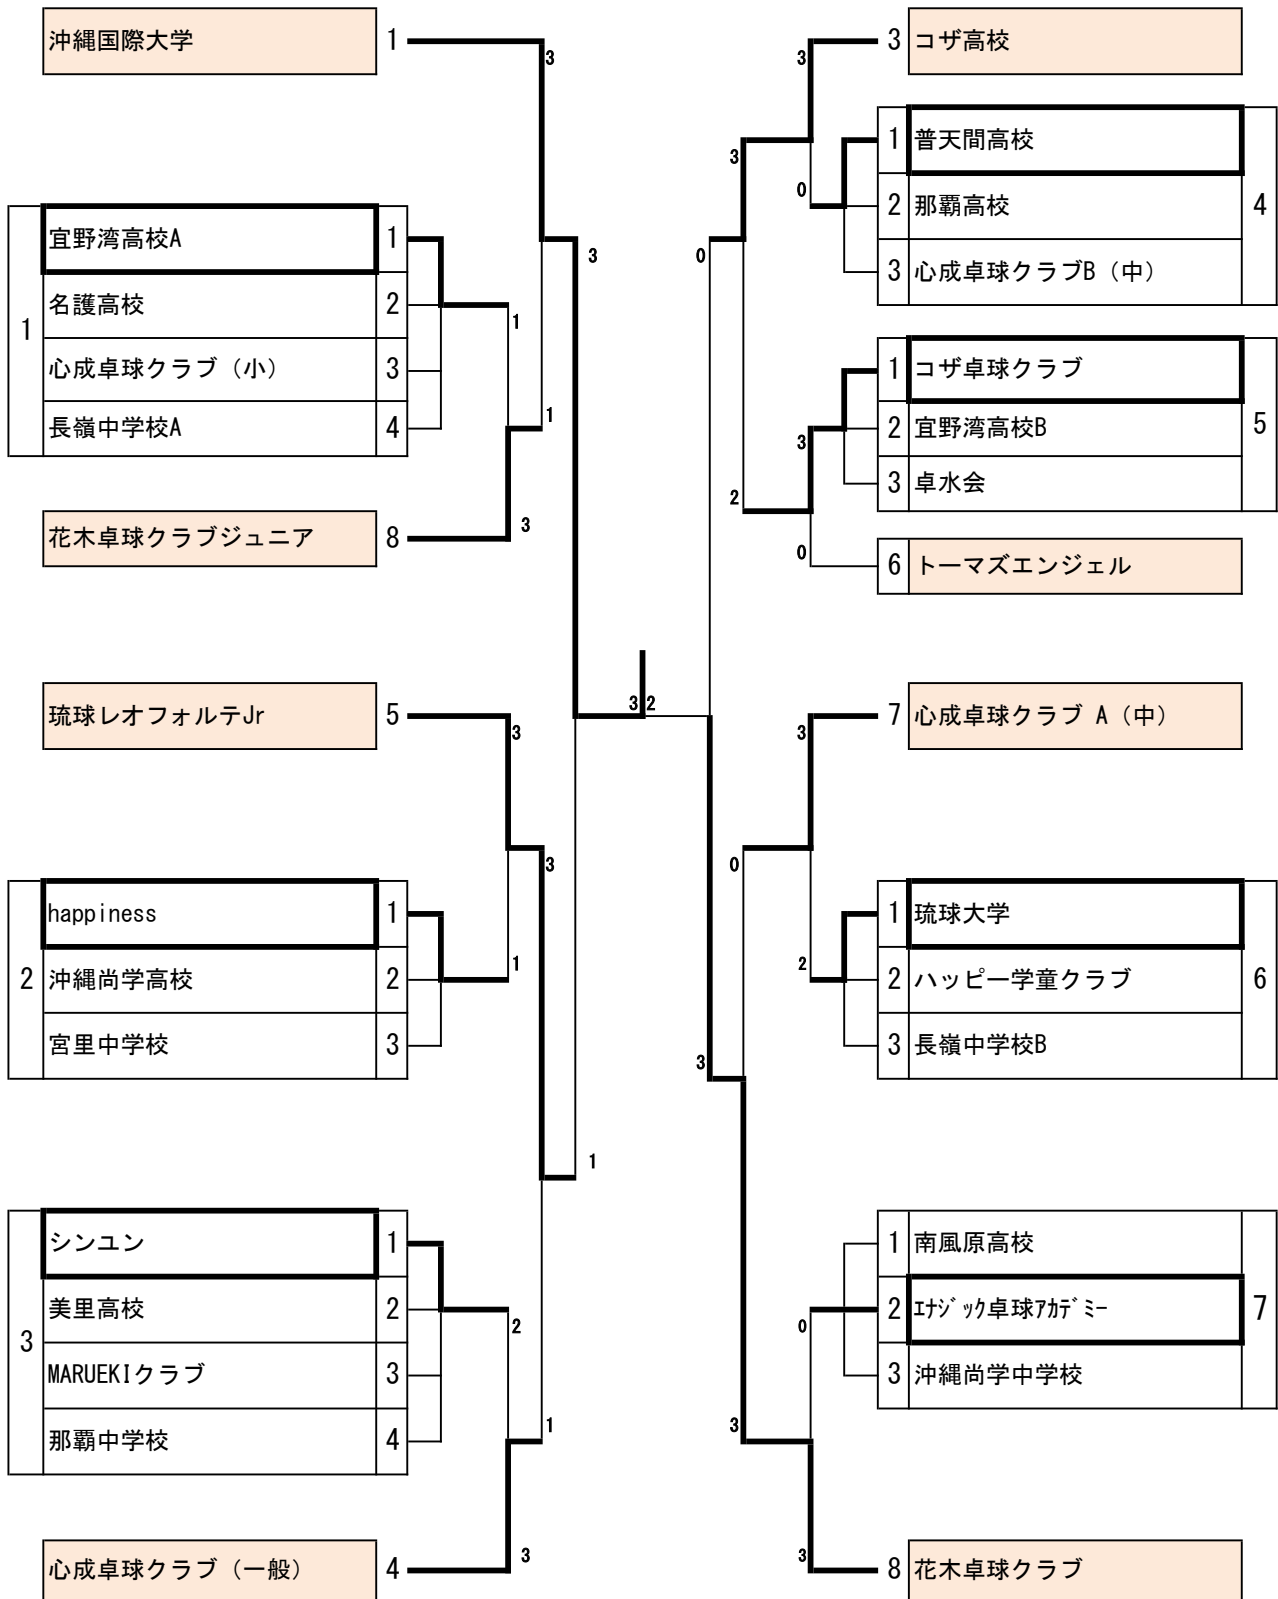 沖縄国際大学 1
3
1
宜野湾高校A 1
名護高校 2
心成卓球クラブ（小） 3
長嶺中学校A 4
1
3
1
花木卓球クラブジュニア 8
3
琉球レオフォルテJr 5
3
3
2
happiness 1
沖縄尚学高校 2
宮里中学校 3
1
1
3
シンユン 1
美里高校 2
MARUEKIクラブ 3
那覇中学校 4
2
1
心成卓球クラブ（一般） 4
3
3 2
3 コザ高校
3
3
0
0
1 普天間高校
2 那覇高校
3 心成卓球クラブB（中）
4
1 コザ卓球クラブ
2 宜野湾高校B
3 卓水会
5
3
2
0
6 トーマズエンジェル
7 心成卓球クラブ A（中）
3
0
1 琉球大学
2 ハッピー学童クラブ
3 長嶺中学校B
6
2
3
1 南風原高校
2 ｴﾅｼﾞｯｸ卓球ｱｶﾃﾞﾐｰ
3 沖縄尚学中学校
7
0
3
3
8 花木卓球クラブ